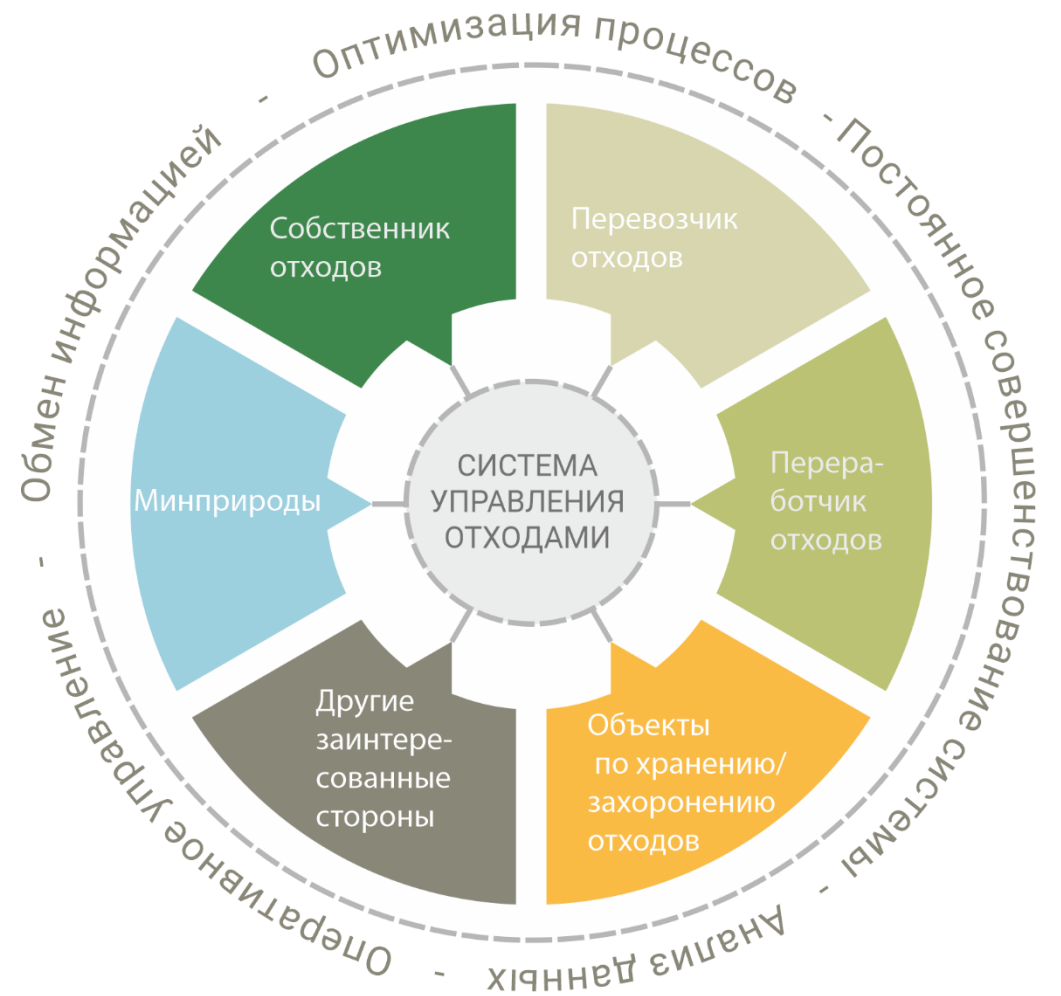 Оптимизация процессов - Постоянное совершенствование системы - Анализ данных - Оперативное управление - Обмен информацией -
Собственник
отходов
Перевозчик
отходов
Минприроды
СИСТЕМА
УПРАВЛЕНИЯ
ОТХОДАМИ
Перера-
ботчик
отходов
Другие
заинтере-
сованные
стороны
Объекты
по хранению/
захоронению
отходов